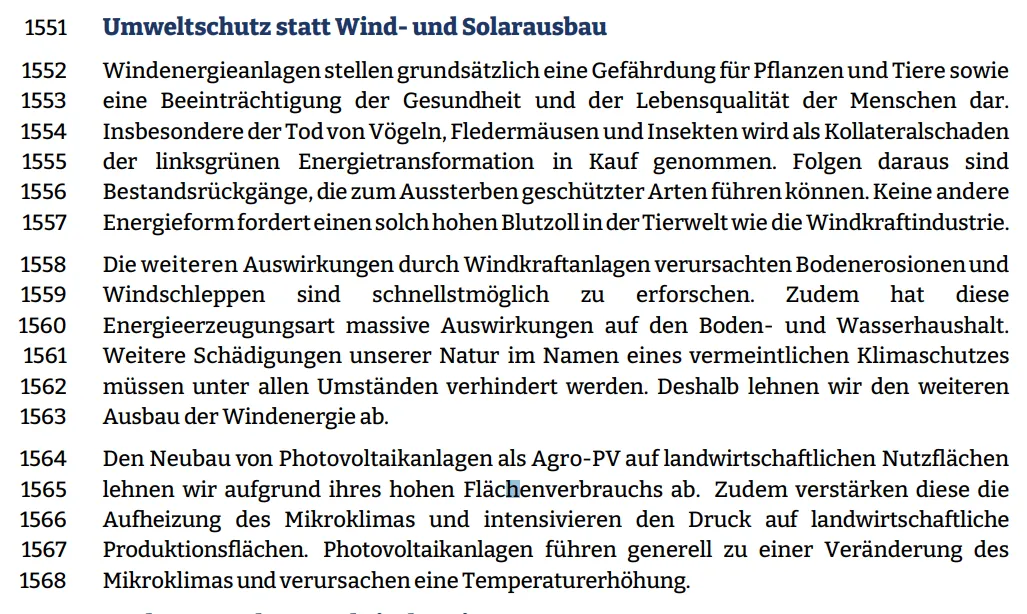 1551 Umweltschutz statt Wind- und Solarausbau
1552 Windenergieanlagen stellen grundsätzlich eine Gefährdung für Pflanzen und Tiere sowie
1553 eine Beeinträchtigung der Gesundheit und der Lebensqualität der Menschen dar.
1554 Insbesondere der Tod von Vögeln, Fledermäusen und Insekten wird als Kollateralschaden
1555 der linksgrünen Energietransformation in Kauf genommen. Folgen daraus sind
1556 Bestandsrückgänge, die zum Aussterben geschützter Arten führen können. Keine andere
1557 Energieform fordert einen solch hohen Blutzoll in der Tierwelt wie die Windkraftindustrie.
1558 Die weiteren Auswirkungen durch Windkraftanlagen verursachten Bodenerosionen und
1559 Windschleppen sind schnellstmöglich zu erforschen. Zudem hat diese
1560 Energieerzeugungsart massive Auswirkungen auf den Boden- und Wasserhaushalt.
1561 Weitere Schädigungen unserer Natur im Namen eines vermeintlichen Klimaschutzes
1562 müssen unter allen Umständen verhindert werden. Deshalb lehnen wir den weiteren
1563 Ausbau der Windenergie ab.
1564 Den Neubau von Photovoltaikanlagen als Agro-PV auf landwirtschaftlichen Nutzflächen
1565 lehnen wir aufgrund ihres hohen Flächenverbrauchs ab. Zudem verstärken diese die
1566 Aufheizung des Mikroklimas und intensivieren den Druck auf landwirtschaftliche
1567 Produktionsflächen. Photovoltaikanlagen führen generell zu einer Veränderung des
1568 Mikroklimas und verursachen eine Temperaturerhöhung.